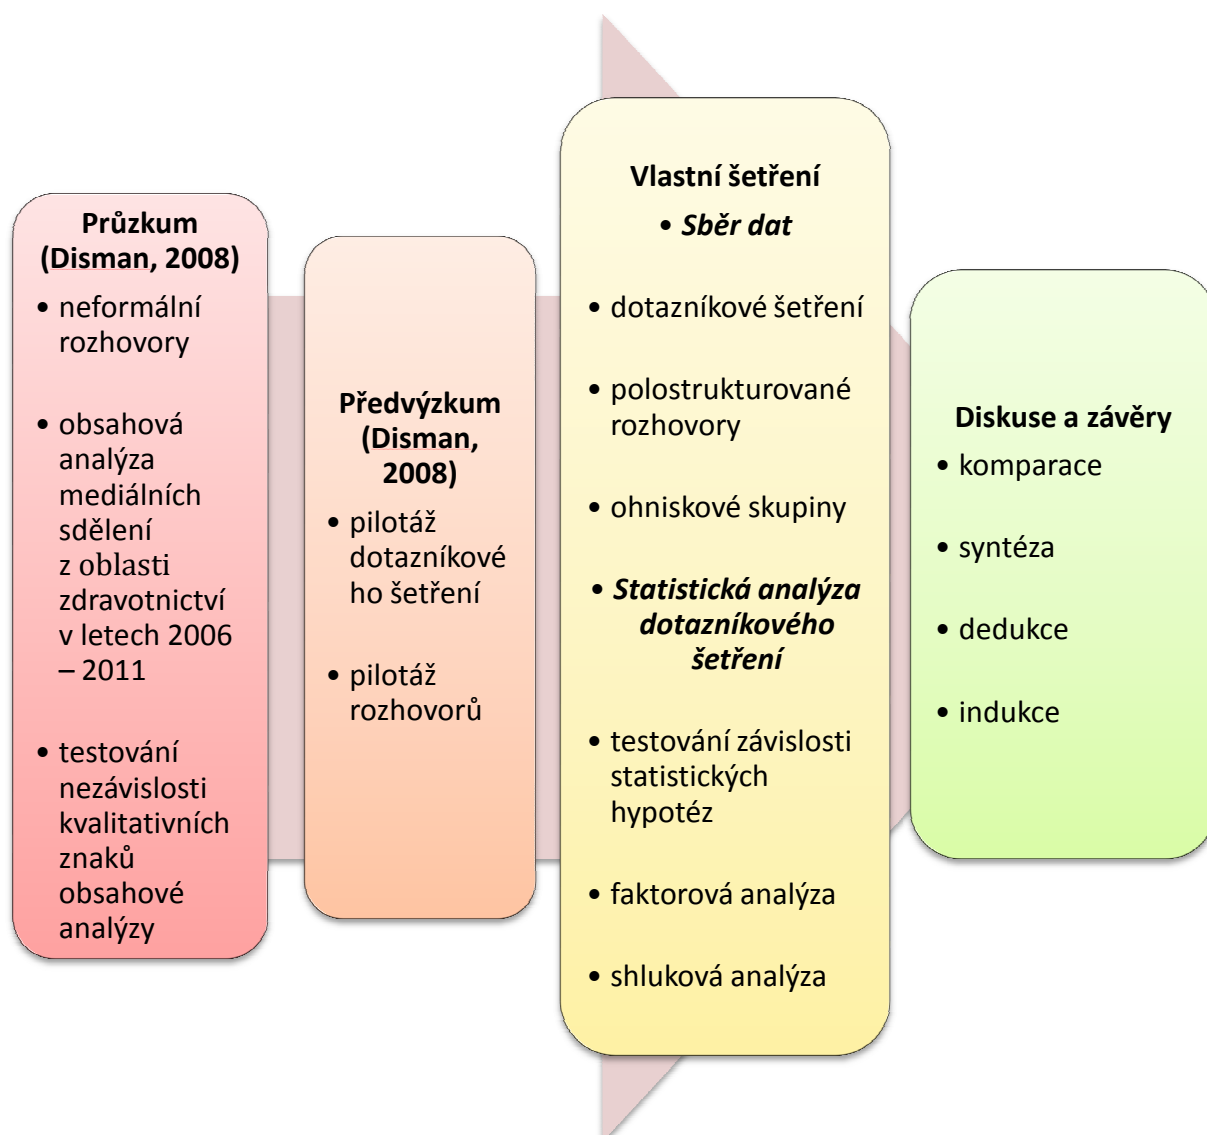 Průzkum
(Disman, 2008)
• neformální
rozhovory
• obsahová
analýza
mediálních
sdělení
z oblasti
zdravotnictví
v letech 2006
– 2011
• testování
nezávislosti
kvalitativních
znaků
obsahové
analýzy
Předvýzkum
(Disman,
2008)
• pilotáž
dotazníkové
ho šetření
• pilotáž
rozhovorů
Vlastní šetření
• Sběr dat
• dotazníkové šetření
• polostrukturované
rozhovory
• ohniskové skupiny
• Statistická analýza
dotazníkového
šetření
• testování závislosti
statistických
hypotéz
• faktorová analýza
• shluková analýza
Diskuse a závěry
• komparace
• syntéza
• dedukce
• indukce